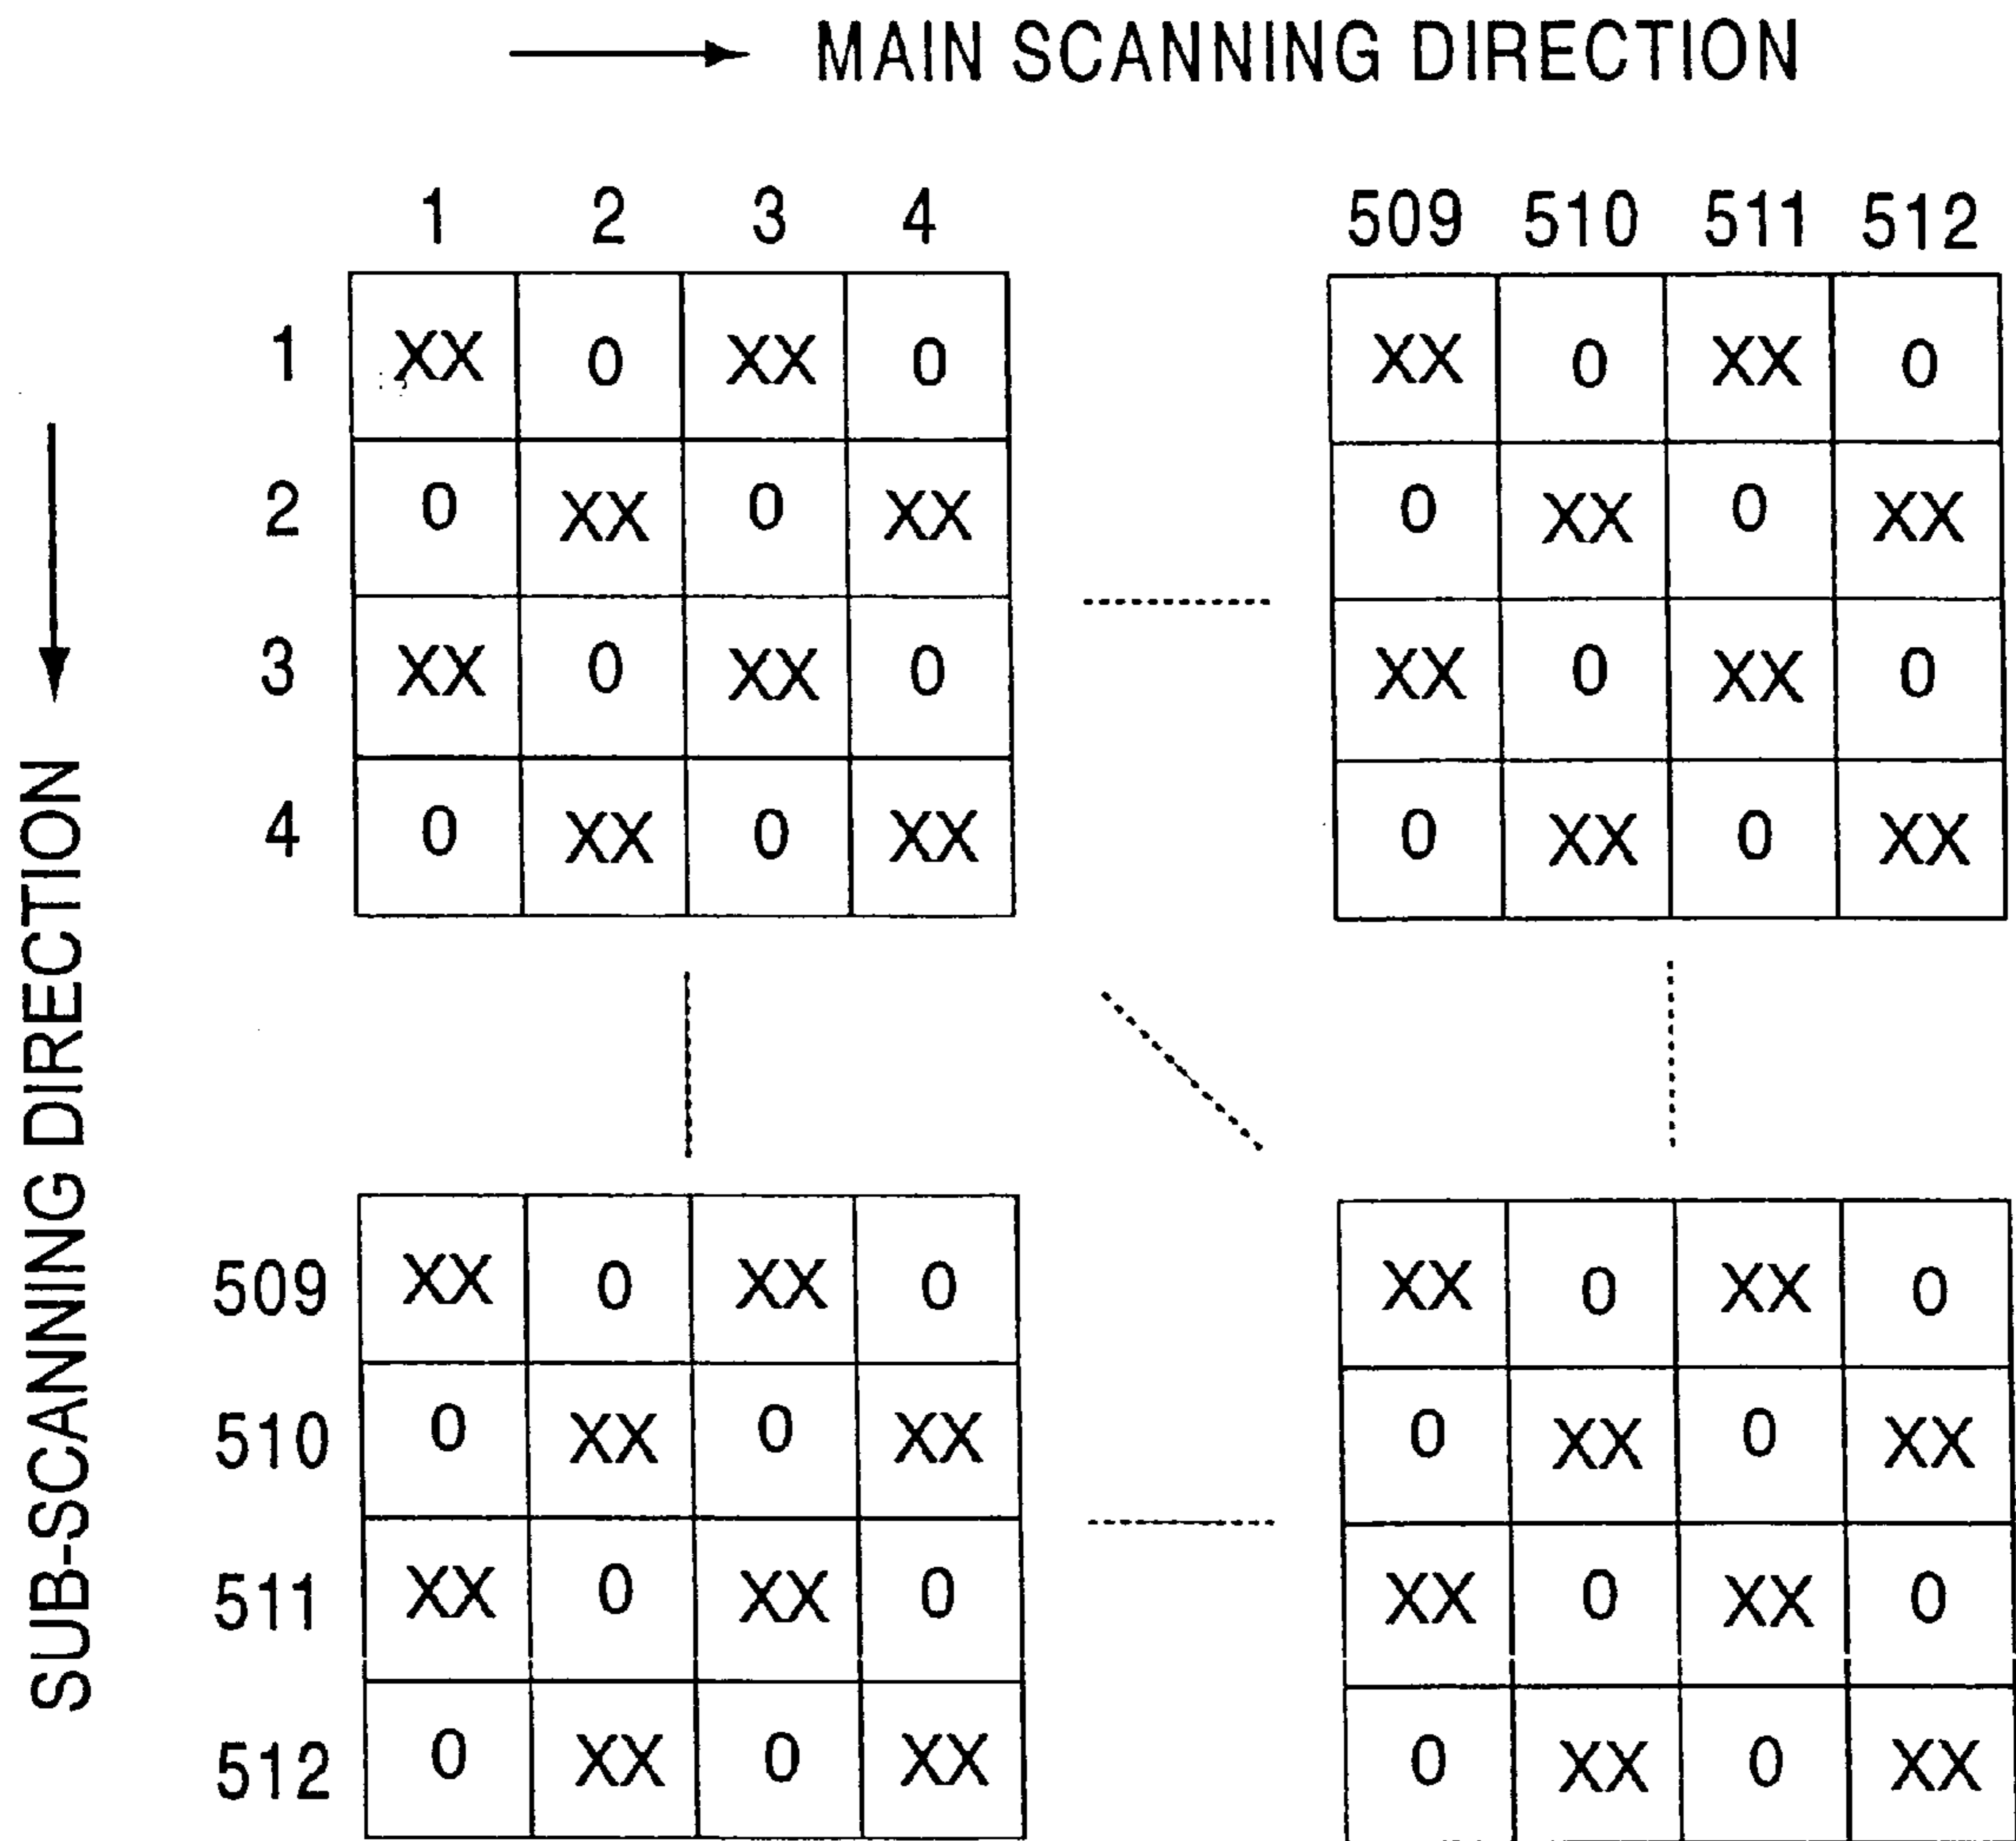 MAIN SCANNING DIRECTION
1 2 3 4 509 510 511 512
1 XX 0 XX 0 XX 0 XX 0
2 0 XX 0 XX 0 XX 0 XX
3 XX 0 XX 0 XX 0 XX 0
4 0 XX 0 XX 0 XX 0 XX
SUB-SCANNING DIRECTION
509 XX 0 XX 0 XX 0 XX 0
510 0 XX 0 XX 0 XX 0 XX
511 XX 0 XX 0 XX 0 XX 0
512 0 XX 0 XX 0 XX 0 XX